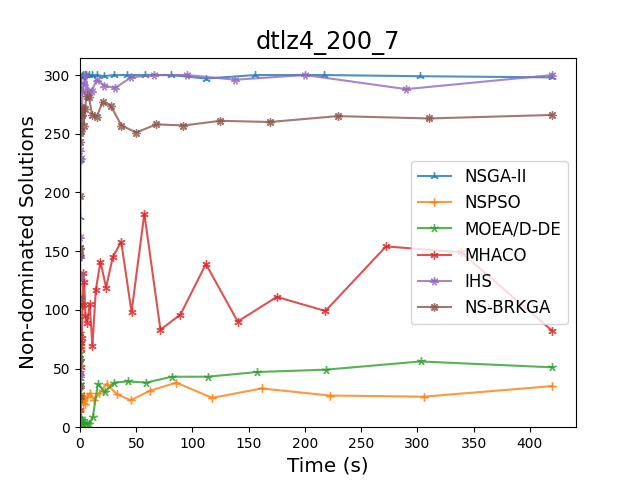 dtlz4_200_7
Non-dominated Solutions
300
250
200
150
100
50
0
0 50 100 150 200 250 300 350 400
Time (s)
NSGA-II
NSPSO
MOEA/D-DE
MHACO
IHS
NS-BRKGA